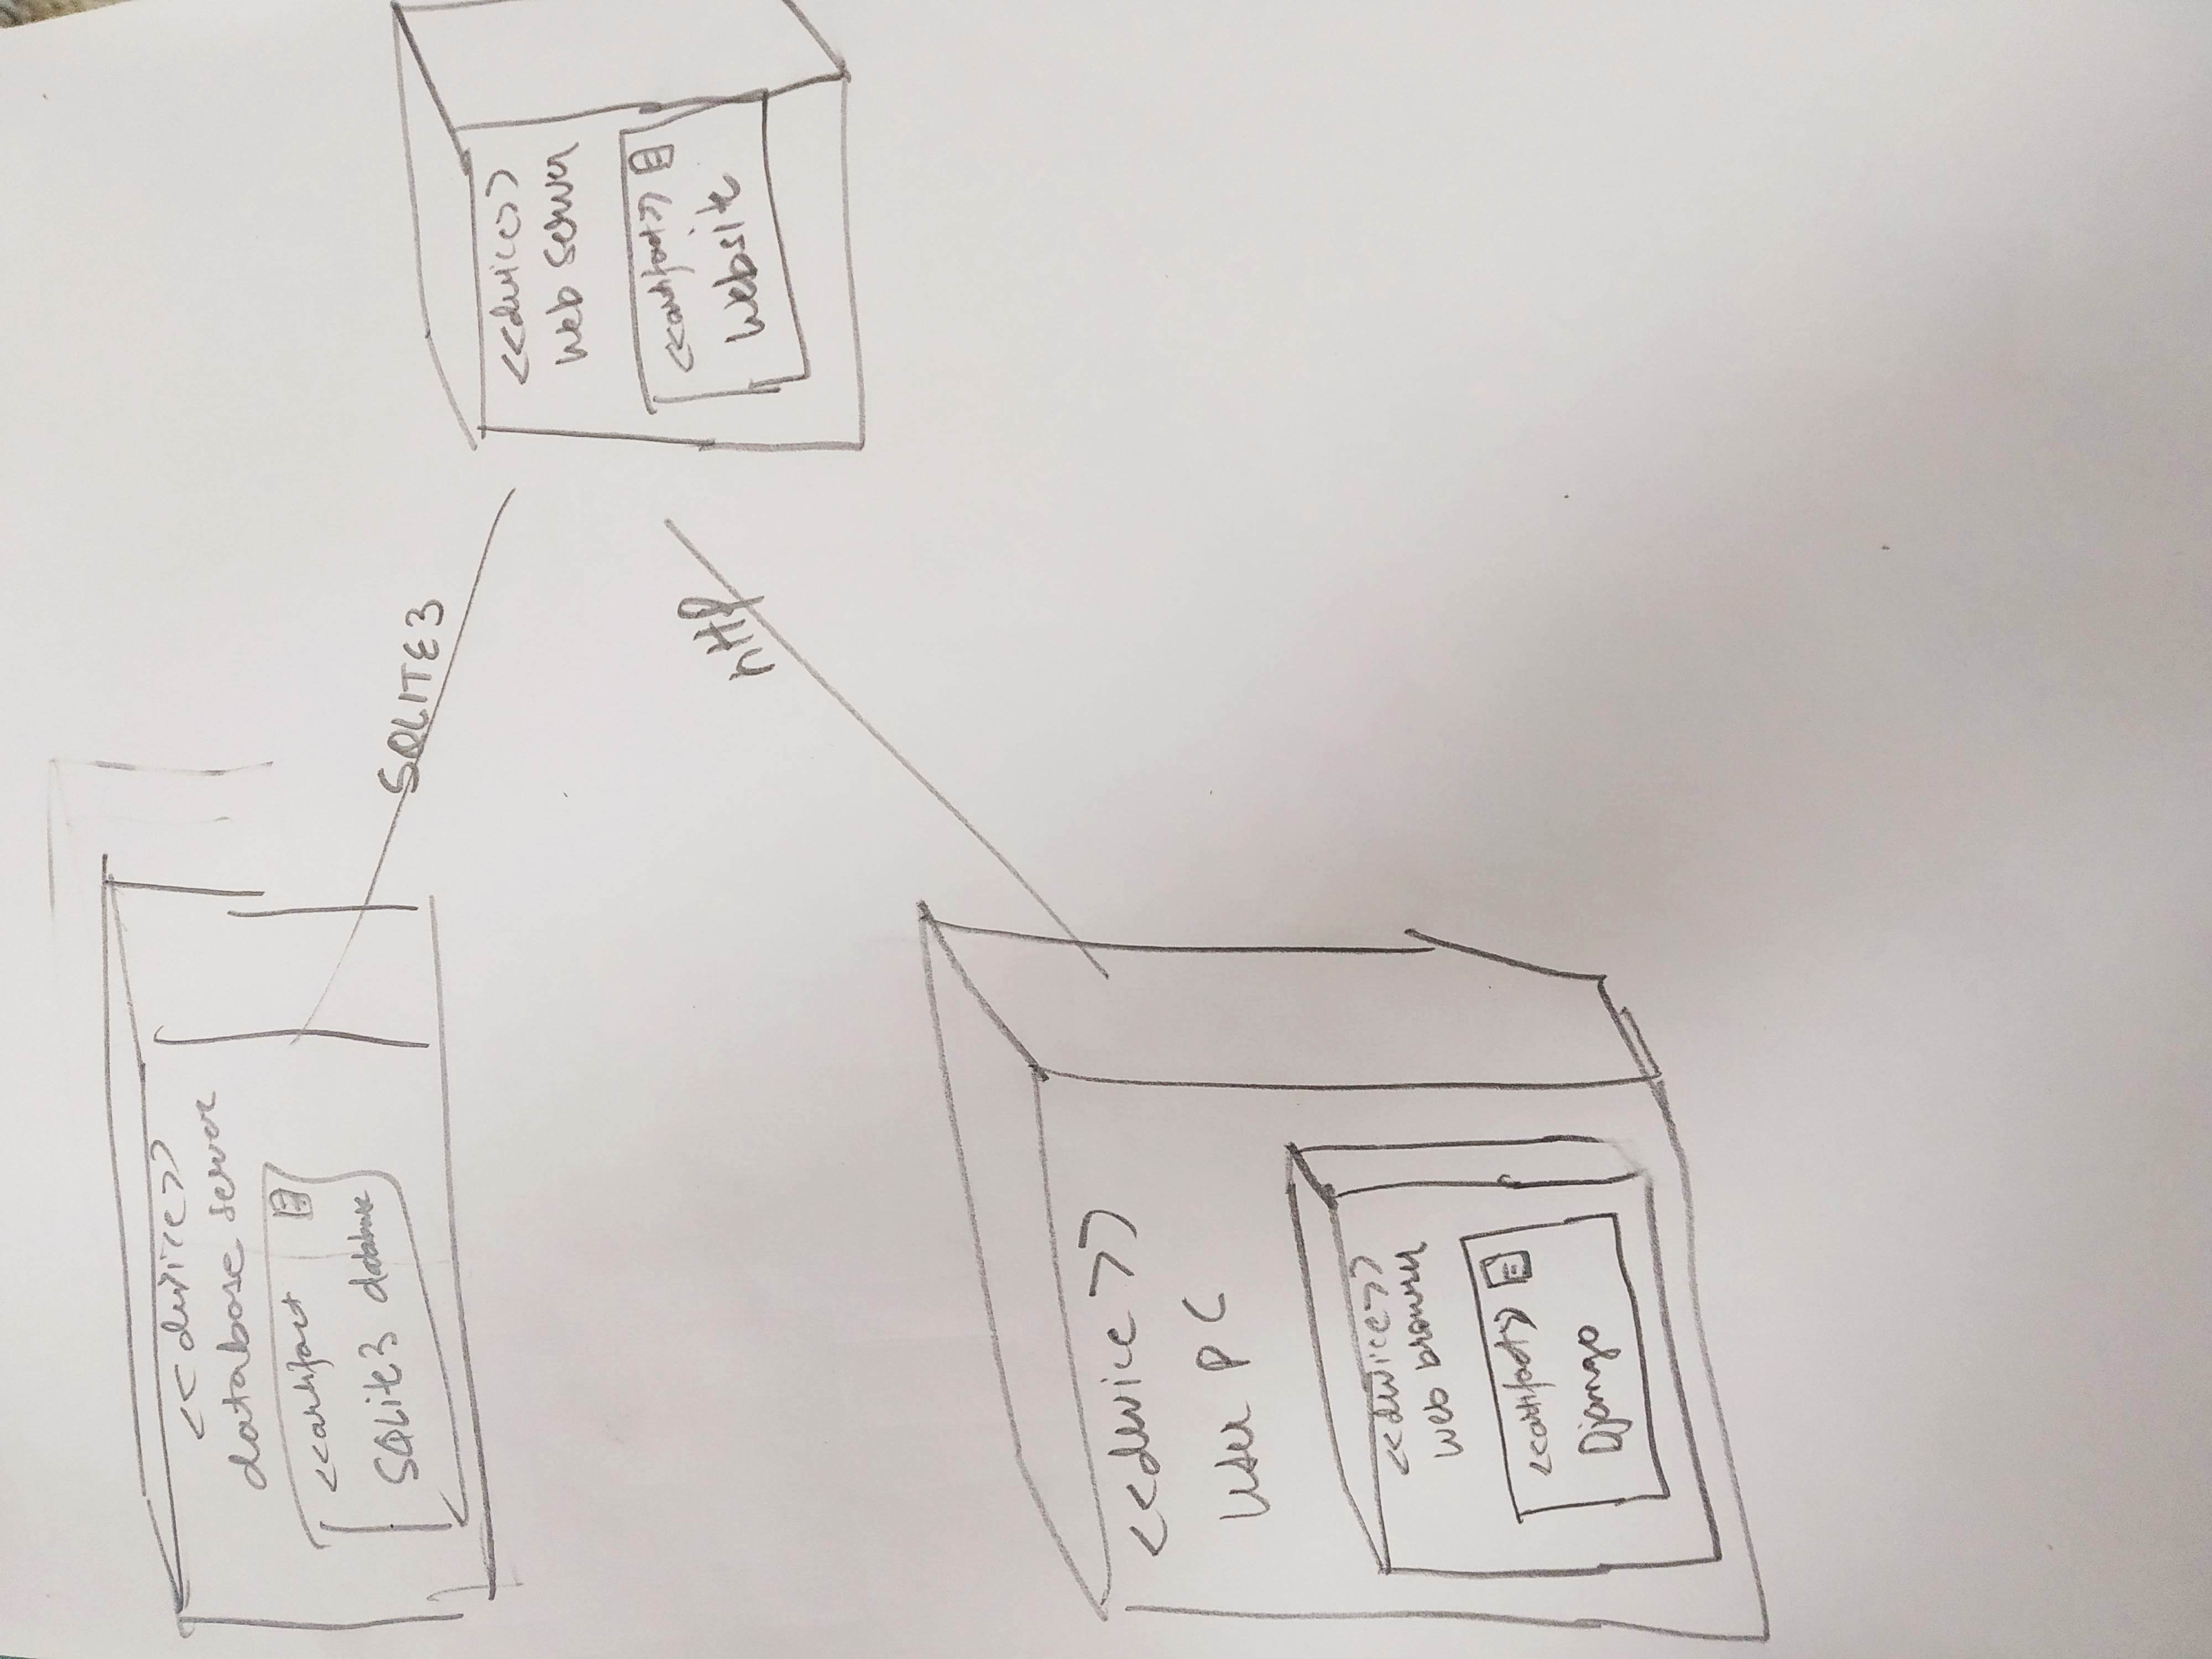 <<device>>
database server
<<artifact
SQLite3 database
SQLITE3
<<device>>
Web Server
<<artifact>>
Website
<<device>>
User PC
<<device>>
Web browser
<<artifact>>
Django